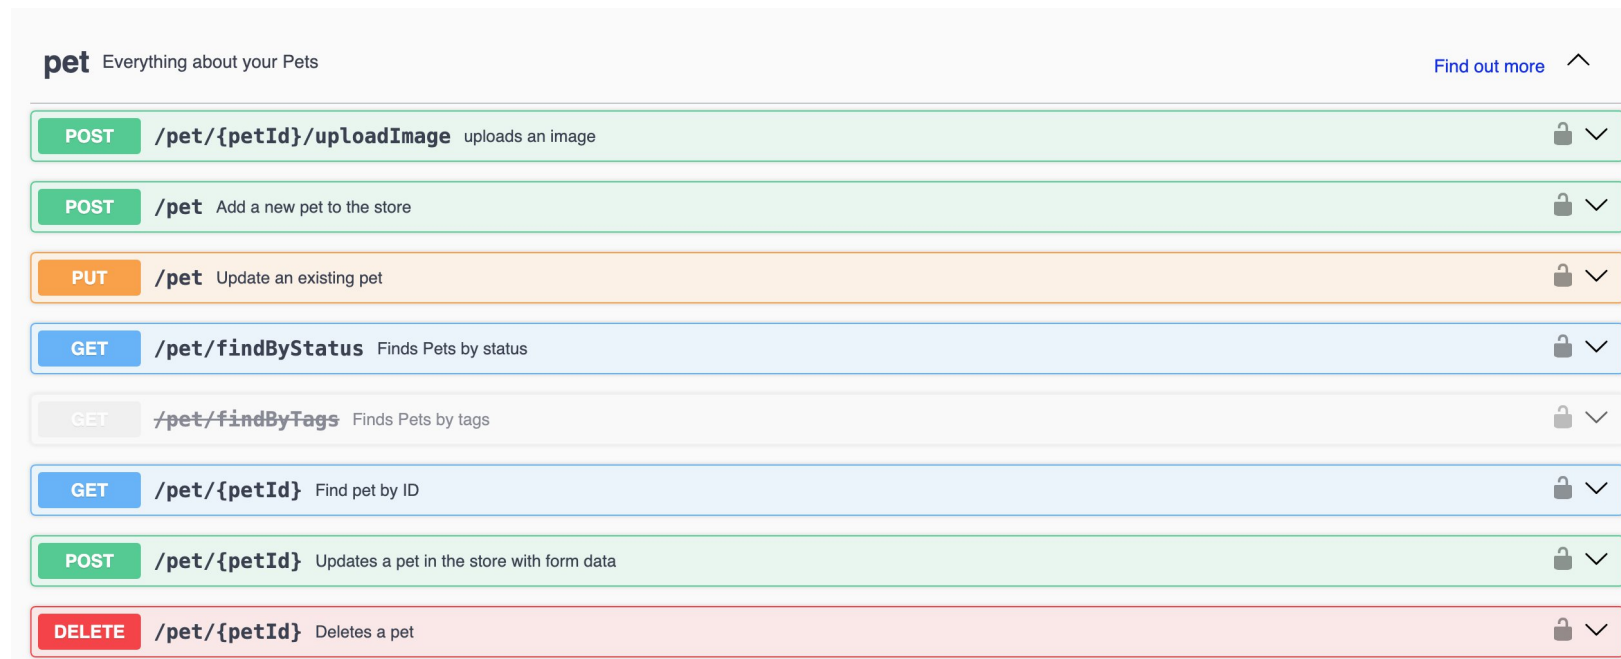 pet Everything about your Pets Find out more
POST /pet/{petId}/uploadImage uploads an image
POST /pet Add a new pet to the store
PUT /pet Update an existing pet
GET /pet/findByStatus Finds Pets by status
GET /pet/findByTags Finds Pets by tags
GET /pet/{petId} Find pet by ID
POST /pet/{petId} Updates a pet in the store with form data
DELETE /pet/{petId} Deletes a pet